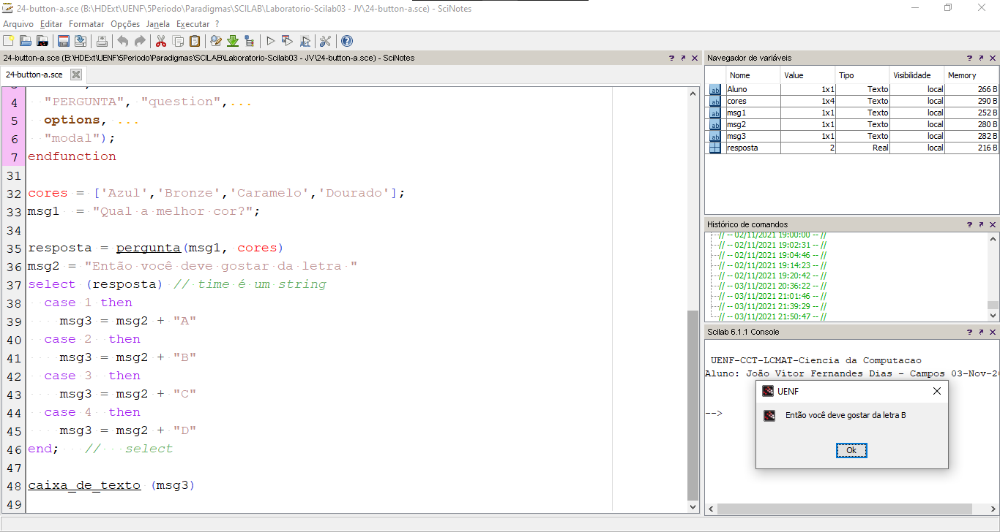 24-button-a.sce (B:\HDExt\UENF\5Periodo\Paradigmas\SCILAB\Laboratorio-Scilab03 - JV\24-button-a.sce) - SciNotes
Arquivo Editar Formatar Opções Janela Executar ?
24-button-a.sce (B:\HDExt\UENF\5Periodo\Paradigmas\SCILAB\Laboratorio-Scilab03 - JV\24-button-a.sce) - SciNotes
24-button-a.sce
4 "PERGUNTA", "question",...
5 options, ...
6 "modal");
7 endfunction
31
32 cores = ['Azul','Bronze','Caramelo','Dourado'];
33 msg1 = "Qual a melhor cor?";
34
35 resposta = pergunta(msg1, cores)
36 msg2 = "Então você deve gostar da letra "
37 select (resposta) // time é um string
38 case 1 then
39 msg3 = msg2 + "A"
40 case 2 then
41 msg3 = msg2 + "B"
42 case 3 then
43 msg3 = msg2 + "C"
44 case 4 then
45 msg3 = msg2 + "D"
46 end; // select
47
48 caixa_de_texto (msg3)
49
Navegador de variáveis
Nome Value Tipo Visibilidade Memory
Aluno 1x1 Texto local 266 B
cores 1x4 Texto local 290 B
msg1 1x1 Texto local 252 B
msg2 1x1 Texto local 280 B
msg3 1x1 Texto local 282 B
resposta 2 Real local 216 B
Histórico de comandos
// -- 02/11/2021 19:00:00 -- //
// -- 02/11/2021 19:02:31 -- //
// -- 02/11/2021 19:04:46 -- //
// -- 02/11/2021 19:14:23 -- //
// -- 02/11/2021 19:20:42 -- //
// -- 03/11/2021 20:36:22 -- //
// -- 03/11/2021 21:01:46 -- //
// -- 03/11/2021 21:39:29 -- //
// -- 03/11/2021 21:50:47 -- //
Scilab 6.1.1 Console
UENF-CCT-LCMAT-Ciencia da Computacao
Aluno: João Vítor Fernandes Dias - Campos 03-Nov-20
-->
UENF
Então você deve gostar da letra B
Ok